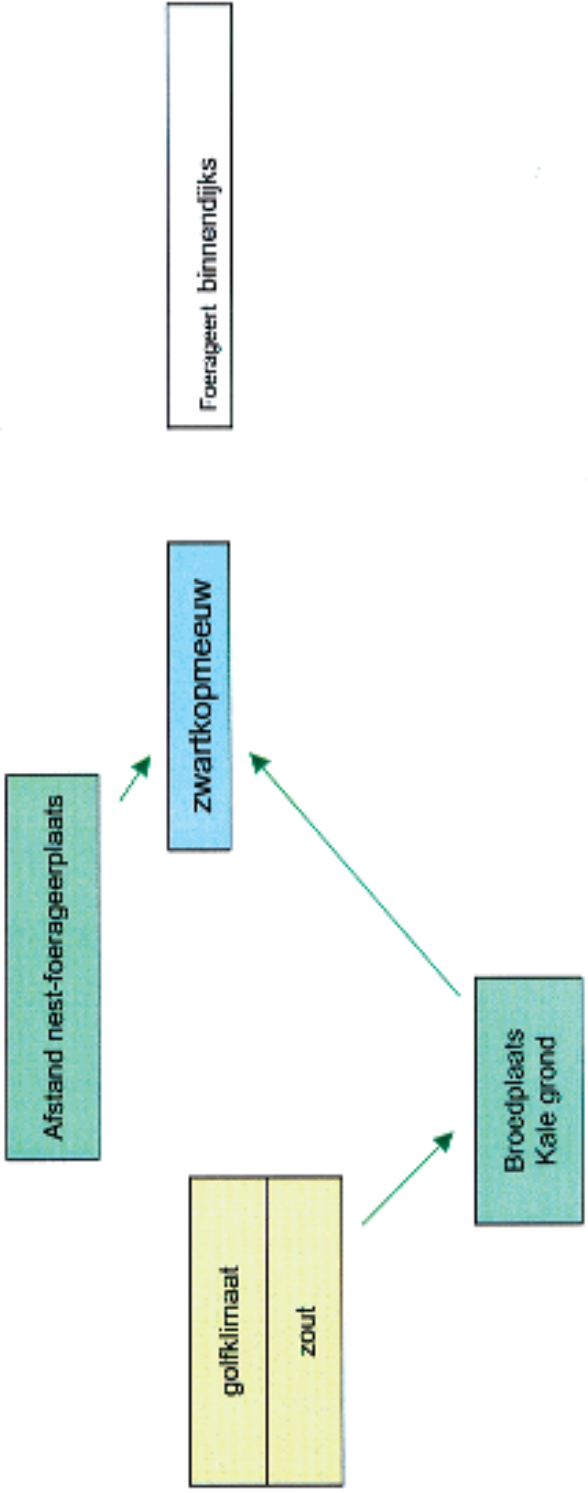 Afstand nest-foerageerplaats
golfklimaat
zout
zwartkopmeeuw
Foerageert binnendijks
Broedplaats
Kale grond